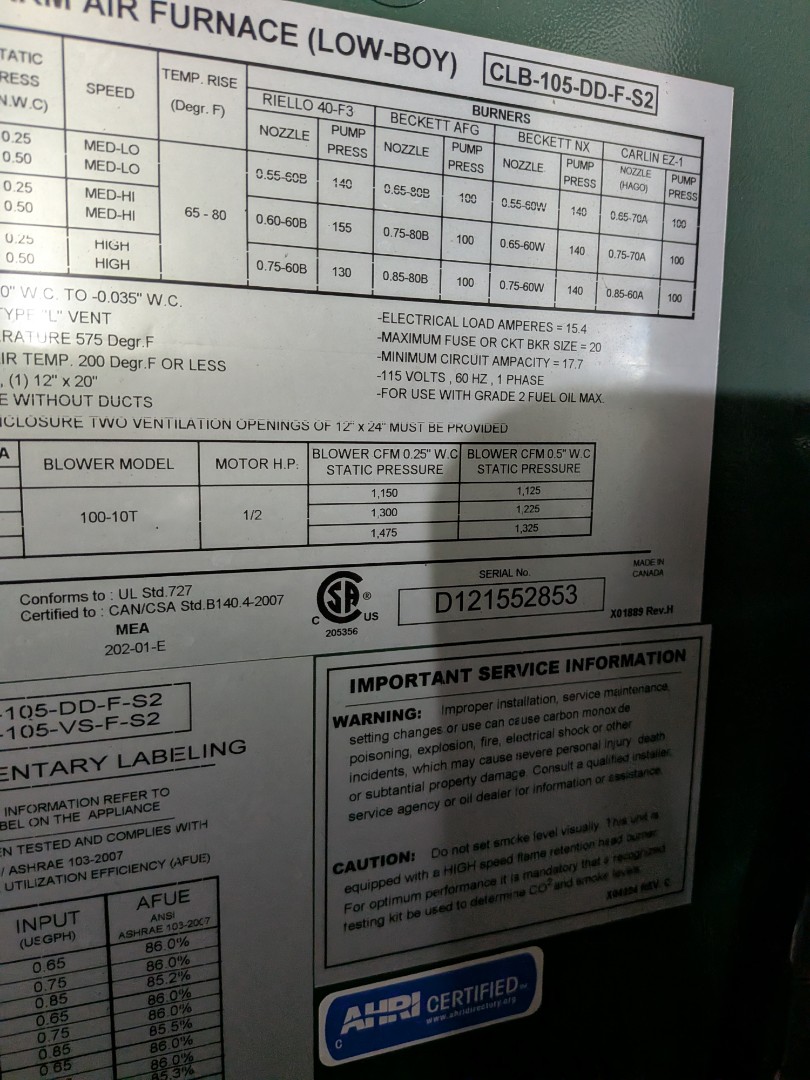 RM AIR FURNACE (LOW-BOY) CLB-105-DD-F-S2
TATIC
RESS
N.W.C) SPEED TEMP. RISE
(Degr. F) BURNERS
RIELLO 40-F3 BECKETT AFG BECKETT NX CARLIN EZ-1
NOZZLE PUMP PRESS NOZZLE PUMP PRESS NOZZLE PUMP PRESS NOZZLE (HAGO) PUMP PRESS
0.25 MED-LO
0.50 MED-LO
0.55-60B 140 0.65-80B 100 0.55-60W 140 0.65-70A 100
0.25 MED-HI
0.50 MED-HI
65 - 80
0.60-60B 155 0.75-80B 100 0.65-60W 140 0.75-70A 100
0.25 HIGH
0.50 HIGH
0.75-60B 130 0.85-80B 100 0.75-60W 140 0.85-60A 100
0" W.C. TO -0.035" W.C.
TYPE "L" VENT
RATURE 575 Degr.F
IR TEMP. 200 Degr.F OR LESS
, (1) 12" x 20"
E WITHOUT DUCTS
-ELECTRICAL LOAD AMPERES = 15.4
-MAXIMUM FUSE OR CKT BKR SIZE = 20
-MINIMUM CIRCUIT AMPACITY = 17.7
-115 VOLTS , 60 HZ , 1 PHASE
-FOR USE WITH GRADE 2 FUEL OIL MAX.
NCLOSURE TWO VENTILATION OPENINGS OF 12" x 24" MUST BE PROVIDED
A BLOWER MODEL MOTOR H.P. BLOWER CFM 0.25" W.C STATIC PRESSURE BLOWER CFM 0.5" W.C STATIC PRESSURE
1,150 1,125
100-10T 1/2 1,300 1,225
1,475 1,325
Conforms to : UL Std.727
Certified to : CAN/CSA Std.B140.4-2007
MEA
202-01-E
C SA ® US
205356
SERIAL No.
D121552853
MADE IN
CANADA
X01889 Rev.H
-105-DD-F-S2
-105-VS-F-S2
ENTARY LABELING
INFORMATION REFER TO
BEL ON THE APPLIANCE
EN TESTED AND COMPLIES WITH
/ ASHRAE 103-2007
UTILIZATION EFFICIENCY (AFUE)
INPUT
(USGPH) AFUE
ANSI
ASHRAE 103-2007
0.65 86.0%
0.75 86.0%
0.85 85.2%
0.65 86.0%
0.75 85.5%
0.85 86.0%
0.65 86.0%
85.3%
IMPORTANT SERVICE INFORMATION
WARNING: Improper installation, service maintenance,
setting changes or use can cause carbon monoxide
poisoning, explosion, fire, electrical shock or other
incidents, which may cause severe personal injury death
or substantial property damage. Consult a qualified installer,
service agency or oil dealer for information or assistance.
CAUTION: Do not set smoke level visually. This unit is
equipped with a HIGH speed flame retention head burner.
For optimum performance it is mandatory that a recognized
testing kit be used to determine CO² and smoke levels.
REV. C
C AHRI CERTIFIED
www.ahridirectory.org